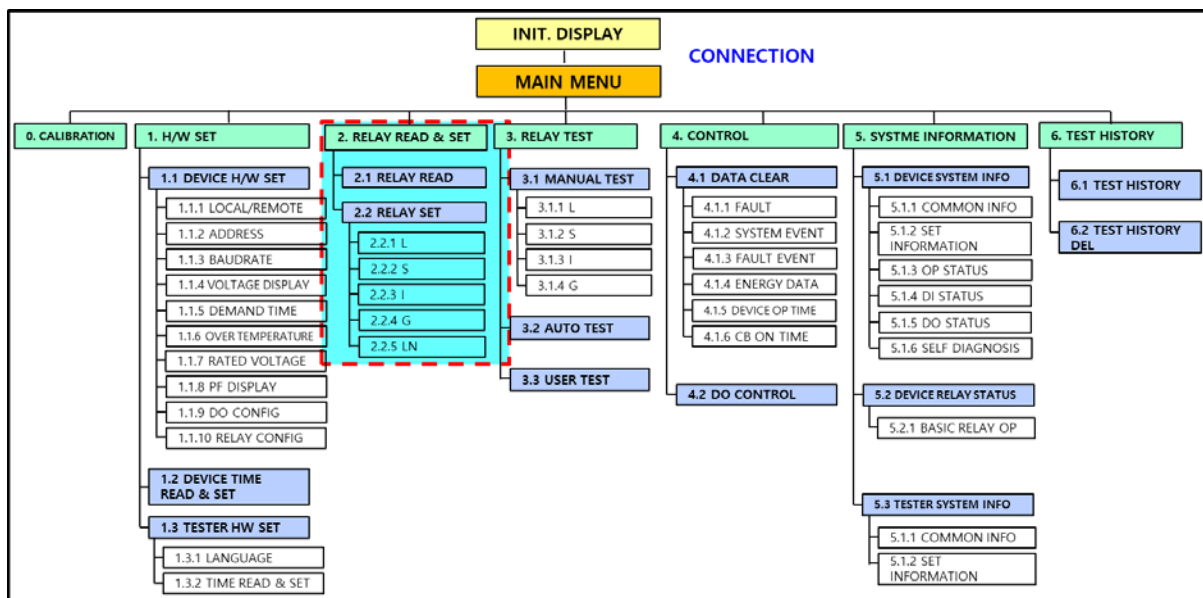 INIT. DISPLAY
CONNECTION
MAIN MENU
0. CALIBRATION
1. H/W SET
1.1 DEVICE H/W SET
1.1.1 LOCAL/REMOTE
1.1.2 ADDRESS
1.1.3 BAUDRATE
1.1.4 VOLTAGE DISPLAY
1.1.5 DEMAND TIME
1.1.6 OVER TEMPERATURE
1.1.7 RATED VOLTAGE
1.1.8 PF DISPLAY
1.1.9 DO CONFIG
1.1.10 RELAY CONFIG
1.2 DEVICE TIME
READ & SET
1.3 TESTER HW SET
1.3.1 LANGUAGE
1.3.2 TIME READ & SET
2. RELAY READ & SET
2.1 RELAY READ
2.2 RELAY SET
2.2.1 L
2.2.2 S
2.2.3 I
2.2.4 G
2.2.5 LN
3. RELAY TEST
3.1 MANUAL TEST
3.1.1 L
3.1.2 S
3.1.3 I
3.1.4 G
3.2 AUTO TEST
3.3 USER TEST
4. CONTROL
4.1 DATA CLEAR
4.1.1 FAULT
4.1.2 SYSTEM EVENT
4.1.3 FAULT EVENT
4.1.4 ENERGY DATA
4.1.5 DEVICE OP TIME
4.1.6 CB ON TIME
4.2 DO CONTROL
5. SYSTME INFORMATION
5.1 DEVICE SYSTEM INFO
5.1.1 COMMON INFO
5.1.2 SET
INFORMATION
5.1.3 OP STATUS
5.1.4 DI STATUS
5.1.5 DO STATUS
5.1.6 SELF DIAGNOSIS
5.2 DEVICE RELAY STATUS
5.2.1 BASIC RELAY OP
5.3 TESTER SYSTEM INFO
5.1.1 COMMON INFO
5.1.2 SET
INFORMATION
6. TEST HISTORY
6.1 TEST HISTORY
6.2 TEST HISTORY
DEL